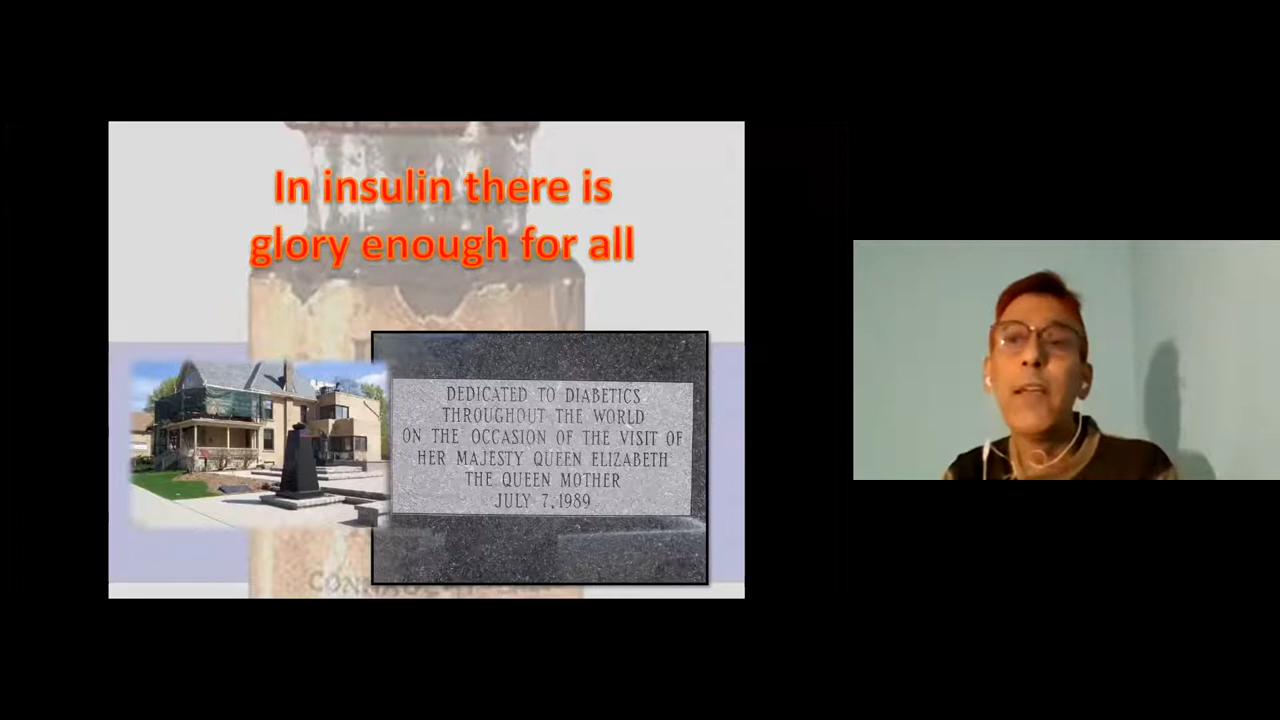 In insulin there is
glory enough for all
DEDICATED TO DIABETICS
THROUGHOUT THE WORLD
ON THE OCCASION OF THE VISIT OF
HER MAJESTY QUEEN ELIZABETH
THE QUEEN MOTHER
JULY 7, 1989